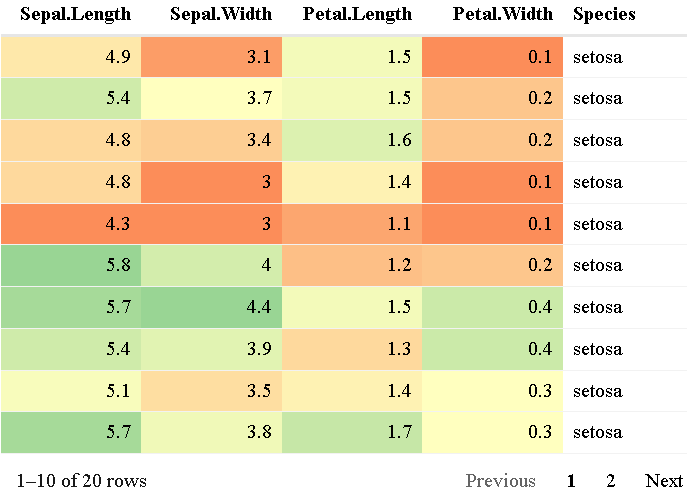 Sepal.Length Sepal.Width Petal.Length Petal.Width Species
4.9 3.1 1.5 0.1 setosa
5.4 3.7 1.5 0.2 setosa
4.8 3.4 1.6 0.2 setosa
4.8 3 1.4 0.1 setosa
4.3 3 1.1 0.1 setosa
5.8 4 1.2 0.2 setosa
5.7 4.4 1.5 0.4 setosa
5.4 3.9 1.3 0.4 setosa
5.1 3.5 1.4 0.3 setosa
5.7 3.8 1.7 0.3 setosa
1–10 of 20 rows Previous 1 2 Next